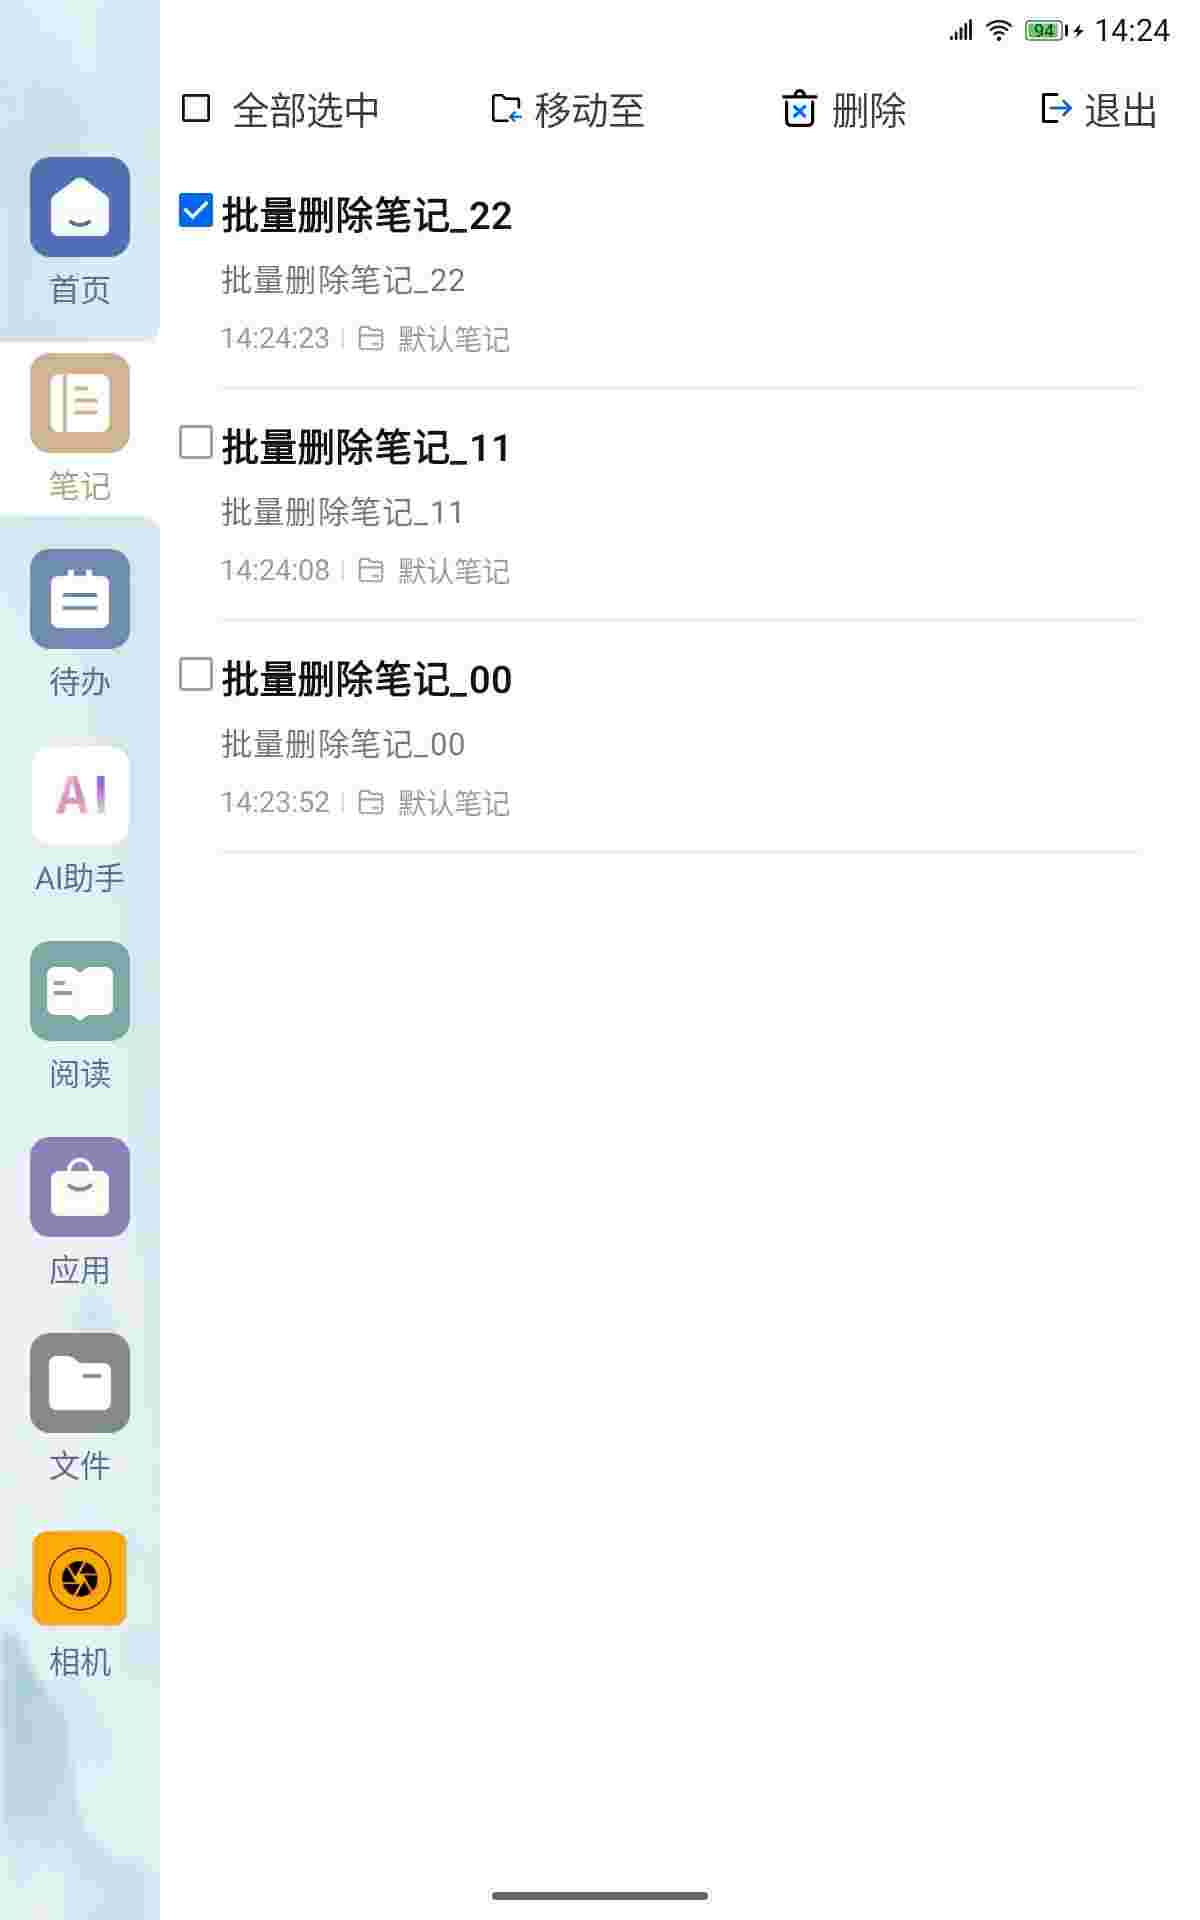 94 14:24
全部选中 移动至 删除 退出
批量删除笔记_22
批量删除笔记_22
14:24:23 默认笔记
批量删除笔记_11
批量删除笔记_11
14:24:08 默认笔记
批量删除笔记_00
批量删除笔记_00
14:23:52 默认笔记
首页
笔记
待办
AI
AI助手
阅读
应用
文件
相机